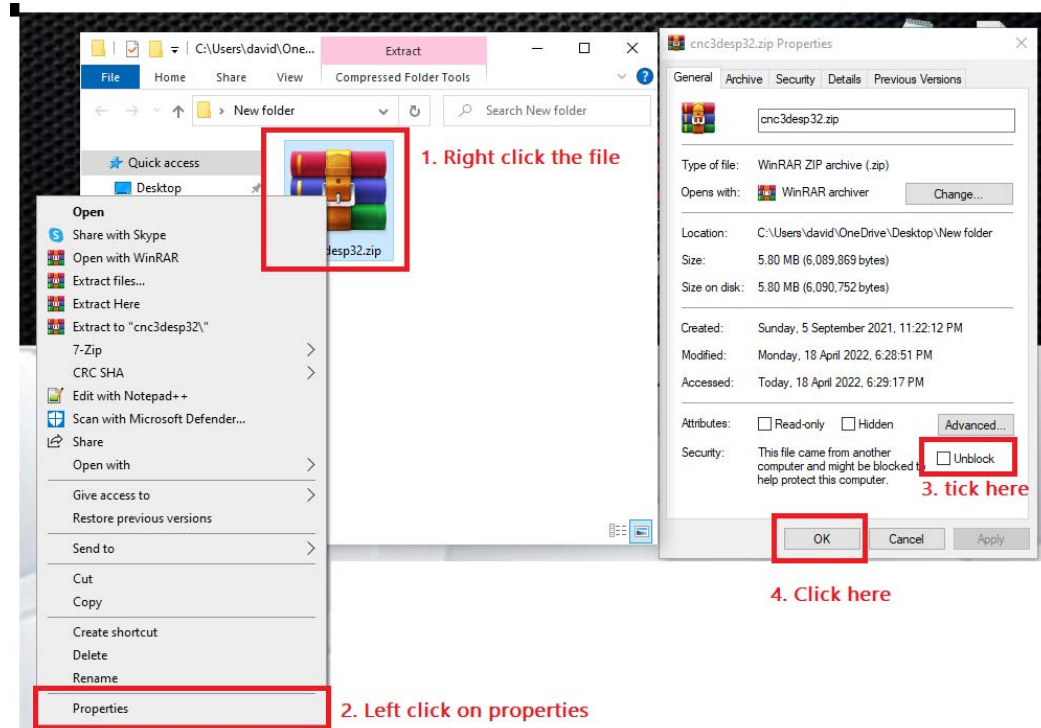 C:\Users\david\One...
Extract
File
Home
Share
View
Compressed Folder Tools
New folder
Search New folder
Quick access
Desktop
1. Right click the file
desp32.zip
Open
Share with Skype
Open with WinRAR
Extract files...
Extract Here
Extract to "cnc3desp32\"
7-Zip
CRC SHA
Edit with Notepad++
Scan with Microsoft Defender...
Share
Open with
Give access to
Restore previous versions
Send to
Cut
Copy
Create shortcut
Delete
Rename
Properties
2. Left click on properties
cnc3desp32.zip Properties
General
Archive
Security
Details
Previous Versions
cnc3desp32.zip
Type of file: WinRAR ZIP archive (.zip)
Opens with: WinRAR archiver
Change...
Location: C:\Users\david\OneDrive\Desktop\New folder
Size: 5.80 MB (6,089,869 bytes)
Size on disk: 5.80 MB (6,090,752 bytes)
Created: Sunday, 5 September 2021, 11:22:12 PM
Modified: Monday, 18 April 2022, 6:28:51 PM
Accessed: Today, 18 April 2022, 6:29:17 PM
Attributes: Read-only Hidden
Advanced...
Security: This file came from another
computer and might be blocked to
help protect this computer.
Unblock
3. tick here
OK
Cancel
Apply
4. Click here